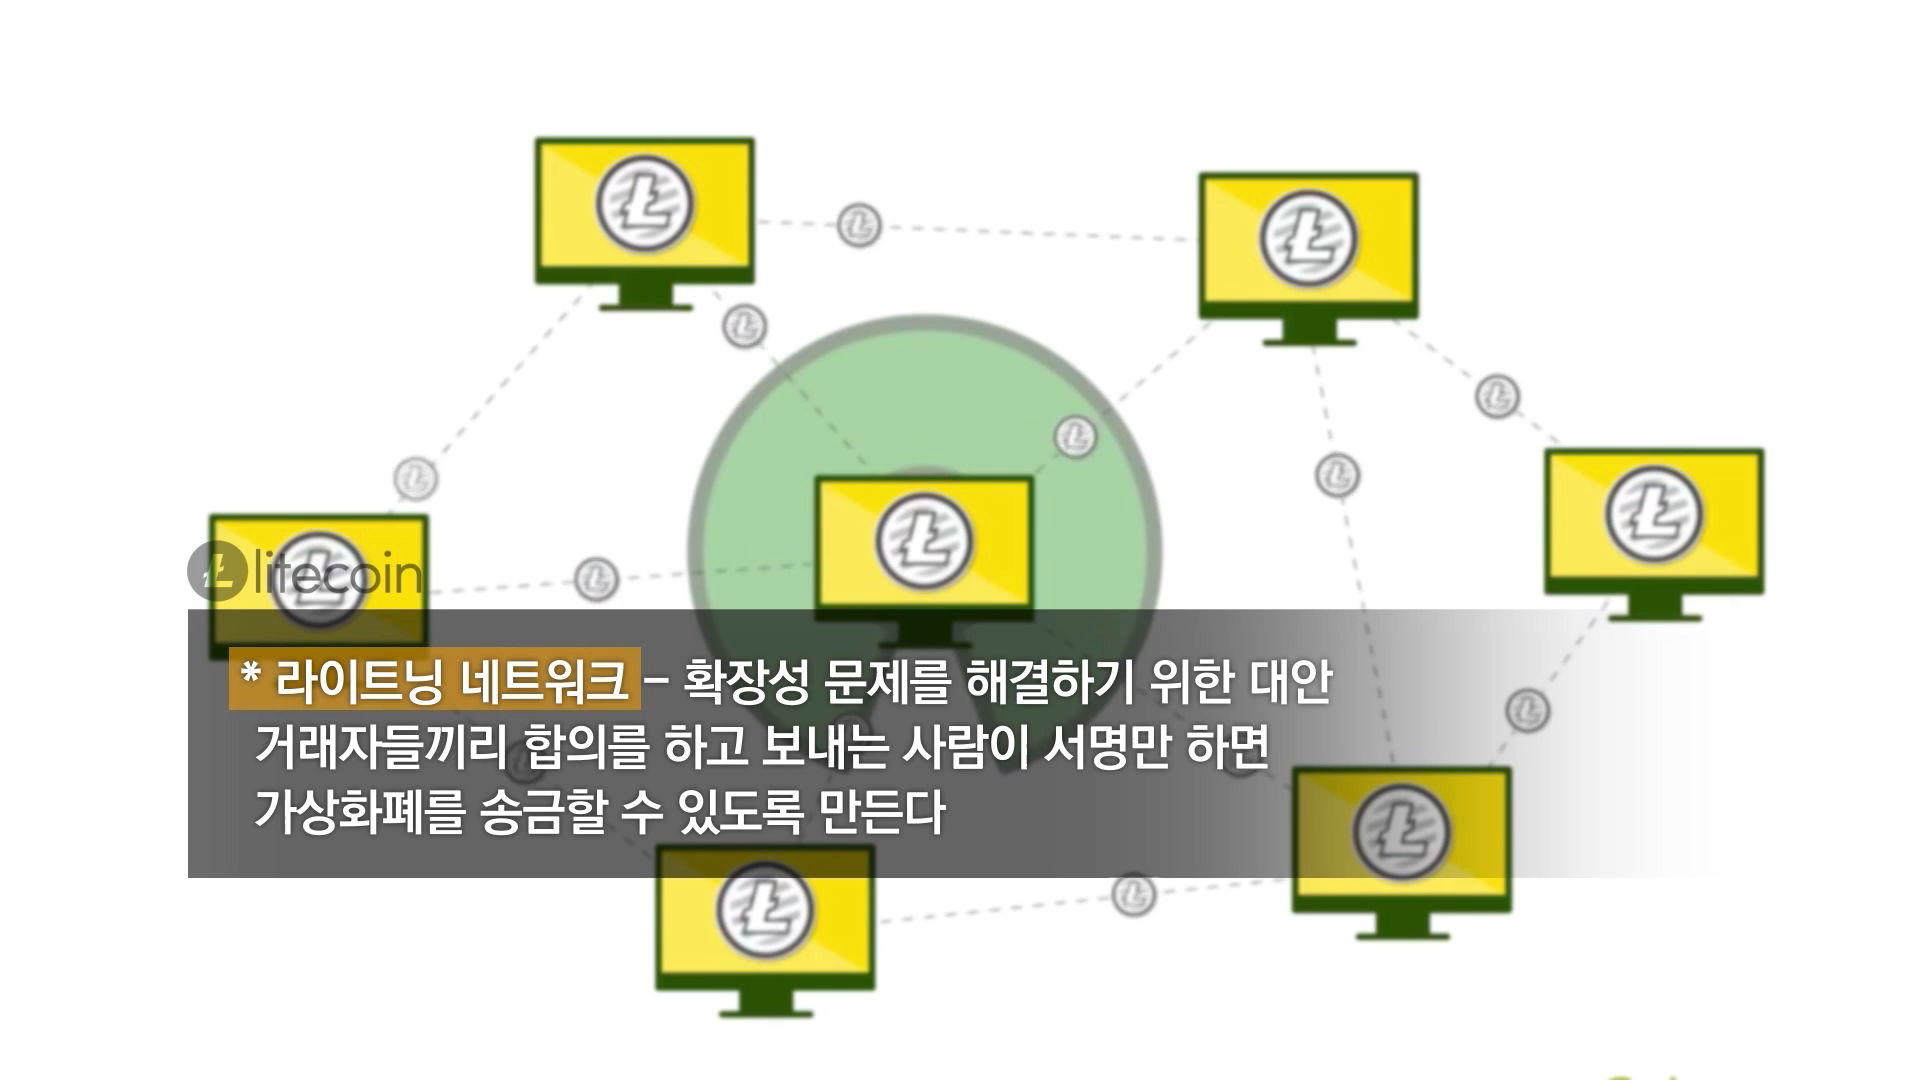 litecoin
* 라이트닝 네트워크 - 확장성 문제를 해결하기 위한 대안
거래자들끼리 합의를 하고 보내는 사람이 서명만 하면
가상화폐를 송금할 수 있도록 만든다